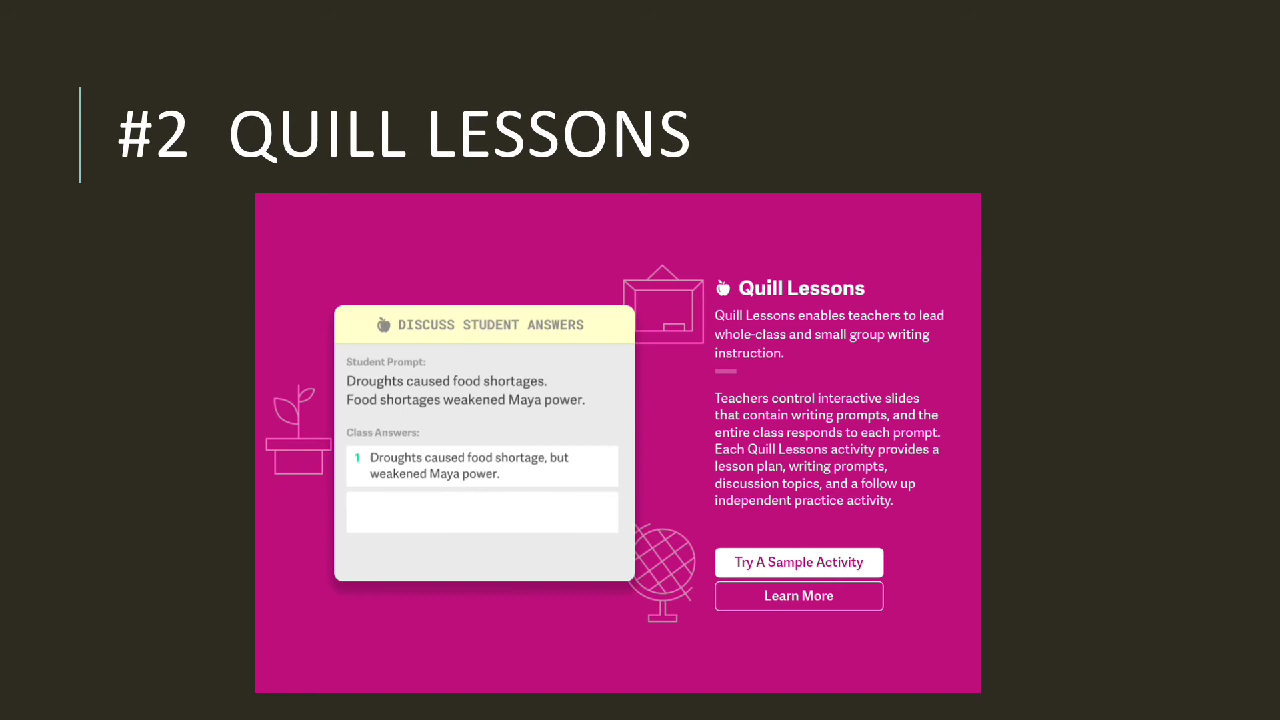 #2 QUILL LESSONS
DISCUSS STUDENT ANSWERS
Student Prompt:
Droughts caused food shortages.
Food shortages weakened Maya power.
Class Answers:
1 Droughts caused food shortage, but
weakened Maya power.
Quill Lessons
Quill Lessons enables teachers to lead
whole-class and small group writing
instruction.
Teachers control interactive slides
that contain writing prompts, and the
entire class responds to each prompt.
Each Quill Lessons activity provides a
lesson plan, writing prompts,
discussion topics, and a follow up
independent practice activity.
Try A Sample Activity
Learn More